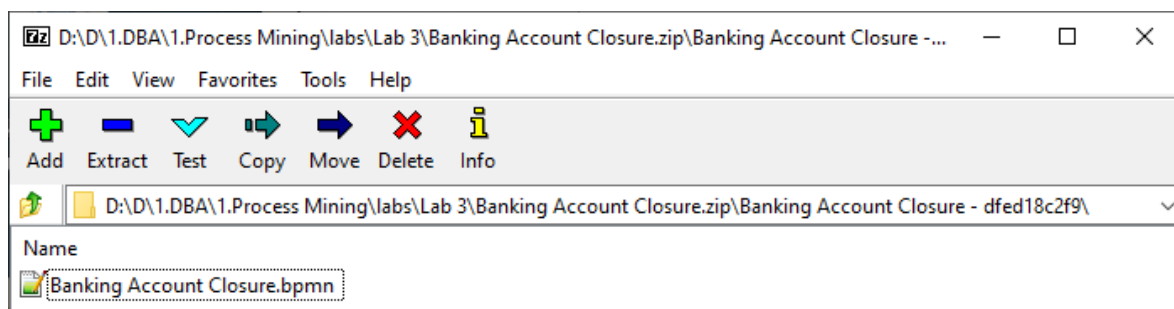 7z D:\D\1.DBA\1.Process Mining\labs\Lab 3\Banking Account Closure.zip\Banking Account Closure -...
File Edit View Favorites Tools Help
Add Extract Test Copy Move Delete Info
D:\D\1.DBA\1.Process Mining\labs\Lab 3\Banking Account Closure.zip\Banking Account Closure - dfed18c2f9\
Name
Banking Account Closure.bpmn